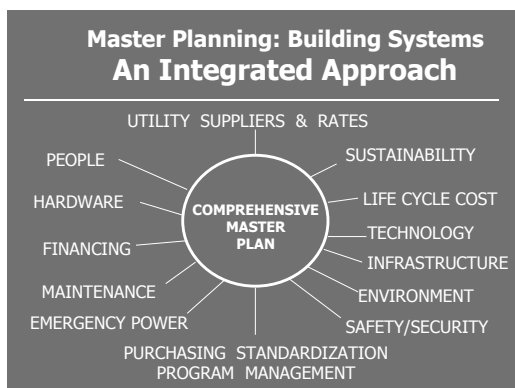 Master Planning: Building Systems
An Integrated Approach
UTILITY SUPPLIERS & RATES
PEOPLE
SUSTAINABILITY
HARDWARE
LIFE CYCLE COST
COMPREHENSIVE
MASTER
PLAN
TECHNOLOGY
FINANCING
INFRASTRUCTURE
MAINTENANCE
ENVIRONMENT
EMERGENCY POWER
SAFETY/SECURITY
PURCHASING STANDARDIZATION
PROGRAM MANAGEMENT